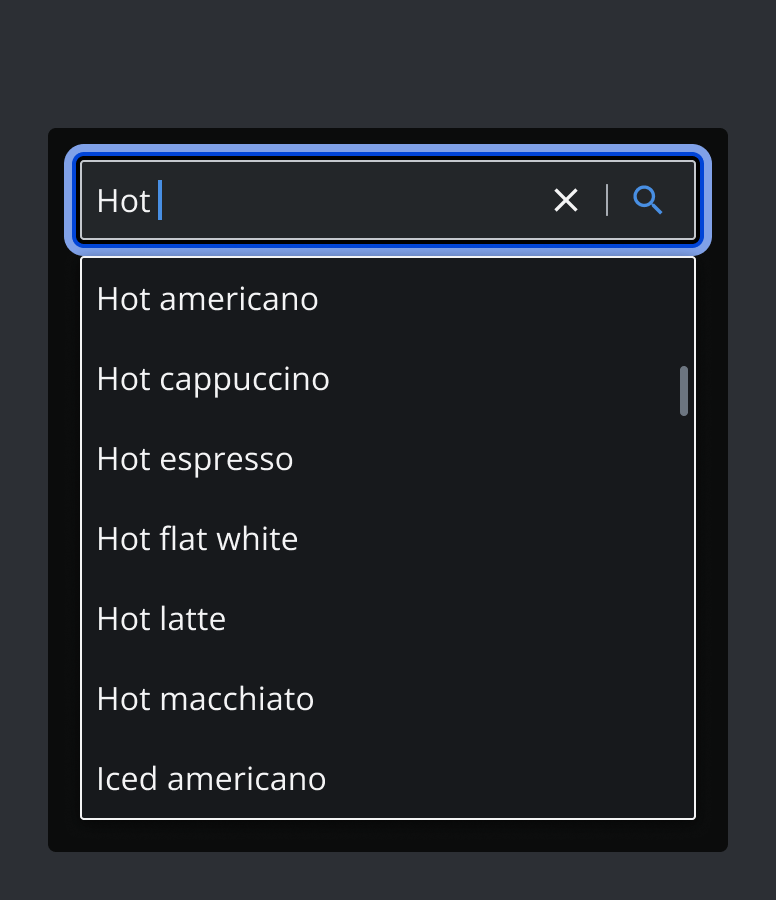 Hot
Hot americano
Hot cappuccino
Hot espresso
Hot flat white
Hot latte
Hot macchiato
Iced americano